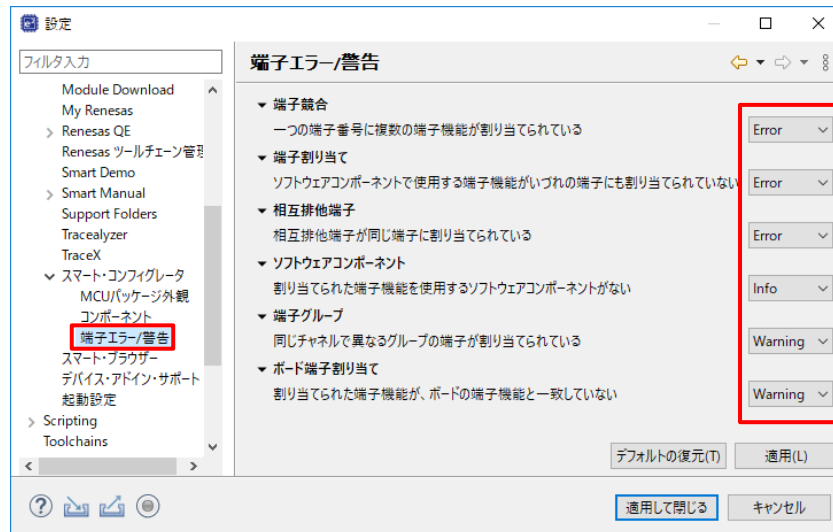 設定
フィルタ入力
Module Download
My Renesas
Renesas QE
Renesas ツールチェーン管理
Smart Demo
Smart Manual
Support Folders
Tracealyzer
TraceX
スマート・コンフィグレータ
MCUパッケージ外観
コンポーネント
端子エラー/警告
スマート・ブラウザー
デバイス・アドイン・サポート
起動設定
Scripting
Toolchains
端子エラー/警告
端子競合
一つの端子番号に複数の端子機能が割り当てられている
Error
端子割り当て
ソフトウェアコンポーネントで使用する端子機能がいづれの端子にも割り当てられていない
Error
相互排他端子
相互排他端子が同じ端子に割り当てられている
Error
ソフトウェアコンポーネント
割り当てられた端子機能を使用するソフトウェアコンポーネントがない
Info
端子グループ
同じチャネルで異なるグループの端子が割り当てられている
Warning
ボード端子割り当て
割り当てられた端子機能が、ボードの端子機能と一致していない
Warning
デフォルトの復元(T)
適用(L)
適用して閉じる
キャンセル